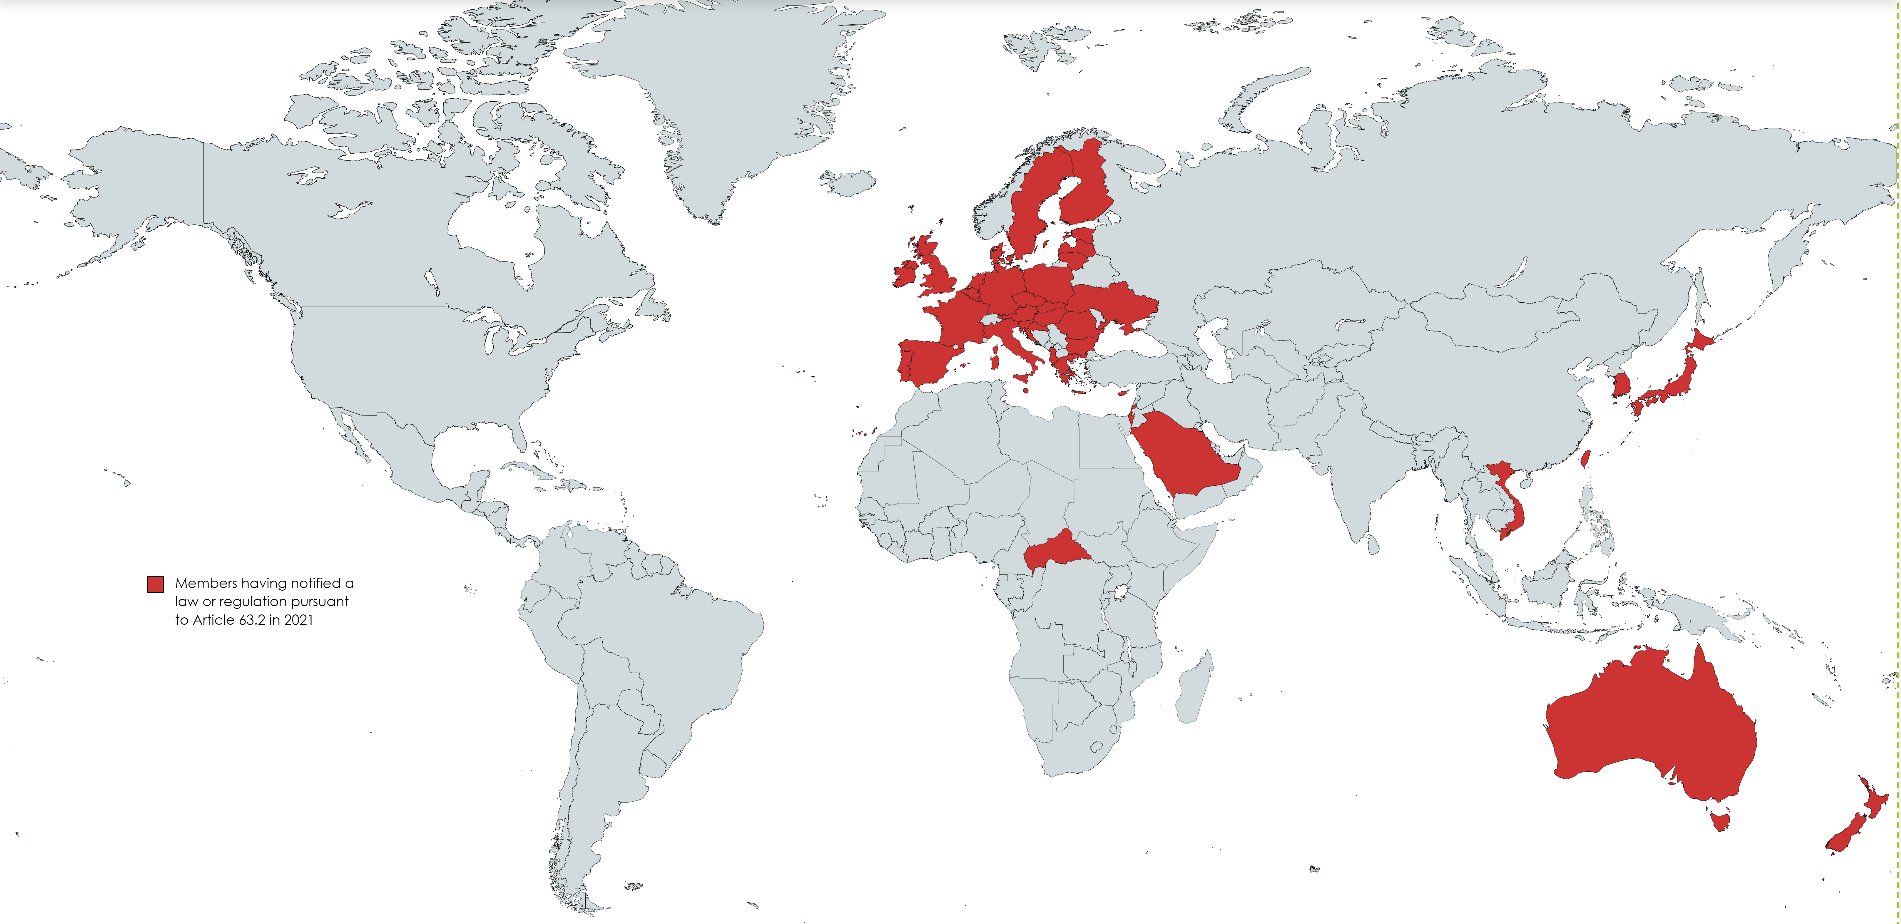 Members having notified a
law or regulation pursuant
to Article 63.2 in 2021